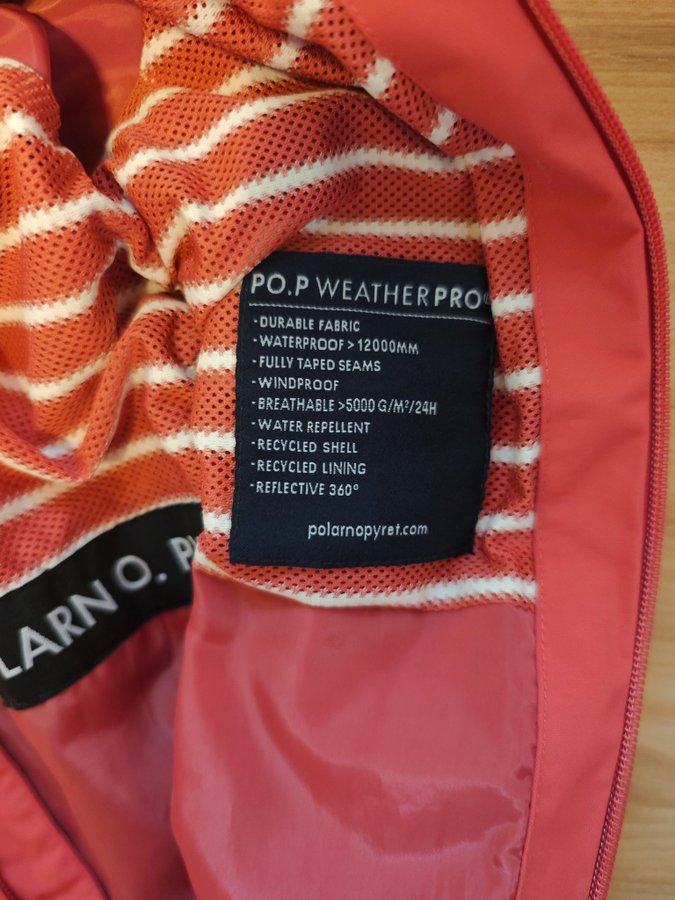 PO.P WEATHERPRO®
-DURABLE FABRIC
-WATERPROOF>12000MM
-FULLY TAPED SEAMS
-WINDPROOF
-BREATHABLE >5000 G/M²/24H
-WATER REPELLENT
-RECYCLED SHELL
-RECYCLED LINING
-REFLECTIVE 360°
polarnopyret.com
LARN O. P